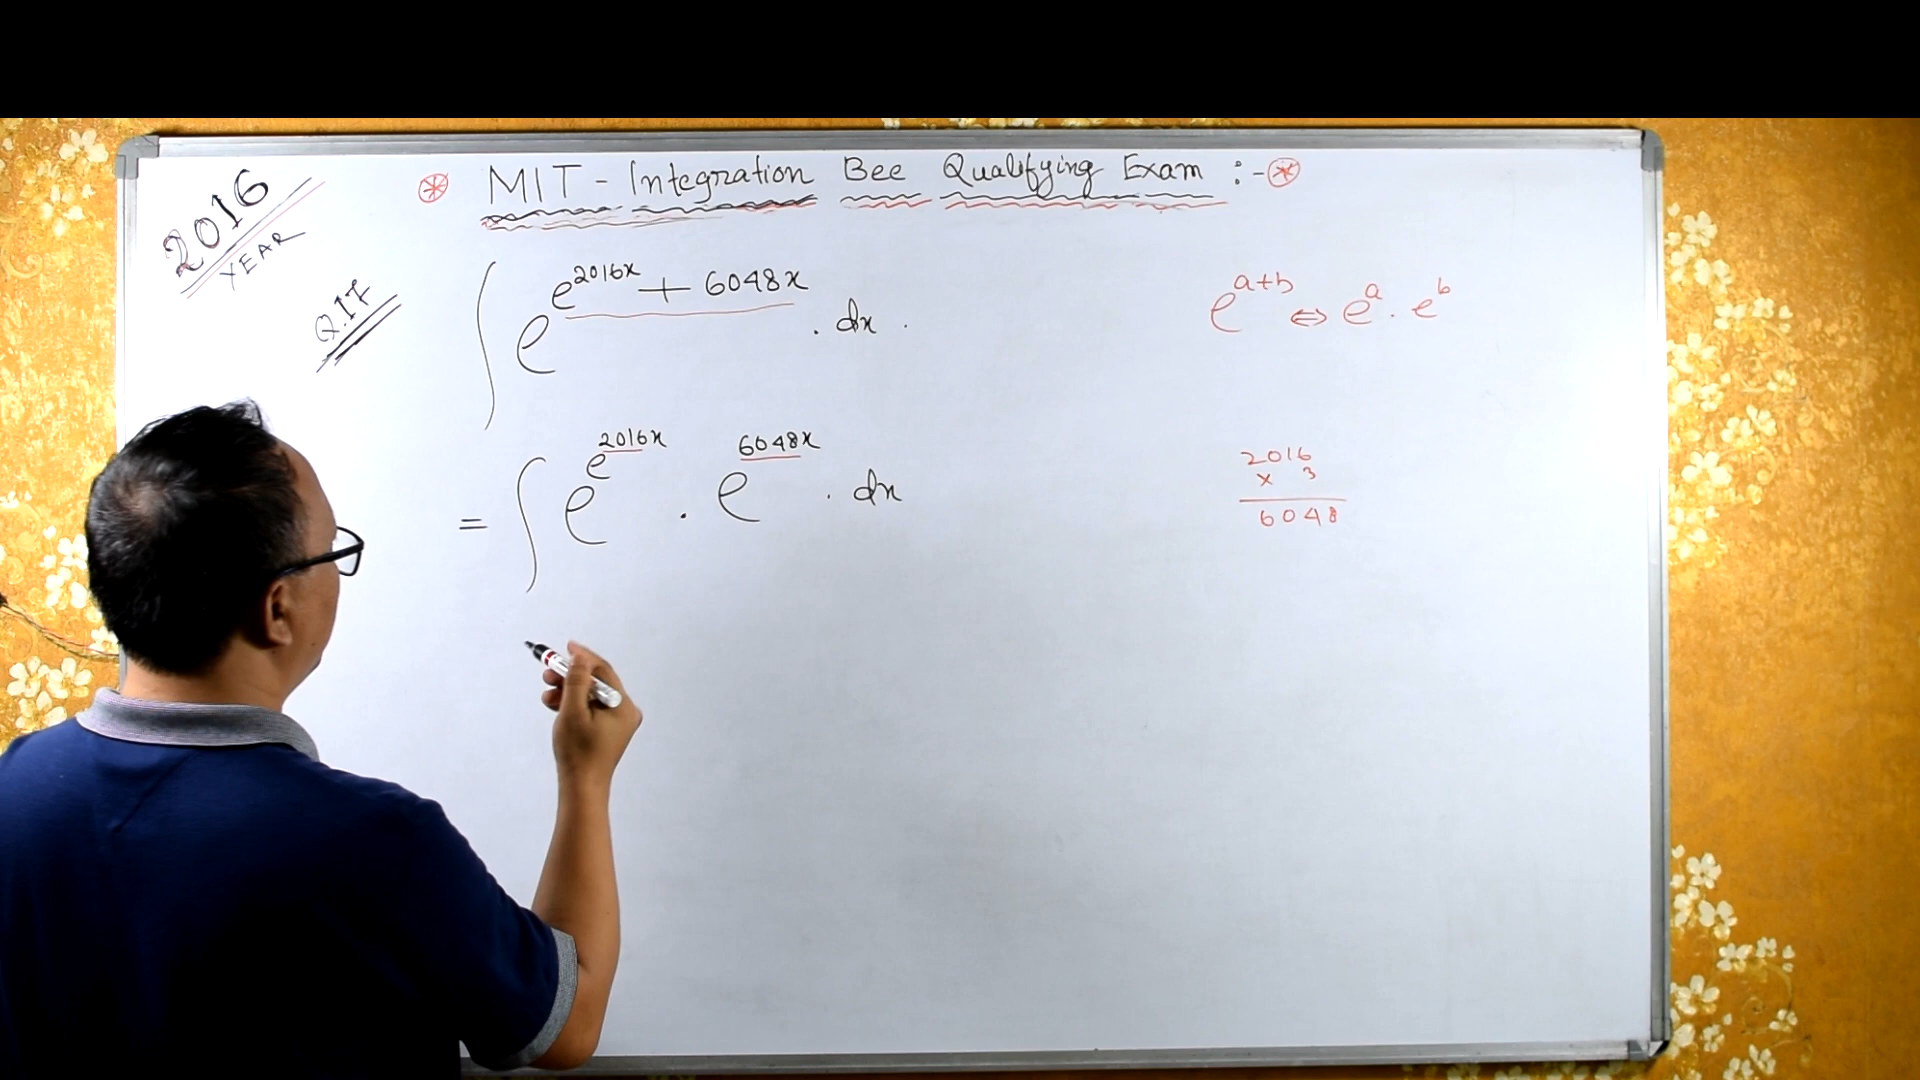 2016
YEAR
Q.17
⊛ MIT - Integration Bee Qualifying Exam :- ⊛
∫ e^(e^(2016x) + 6048x) . dx .
e^(a+b) ⇔ e^a . e^b
= ∫ e^(e^(2016x)) . e^(6048x) . dx
2016
x 3
6048